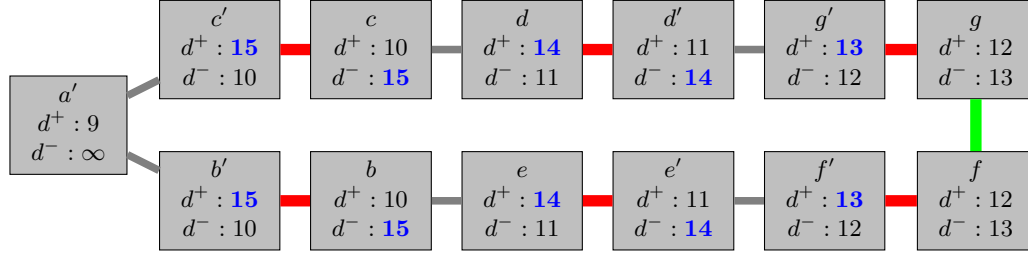 c′
d⁺ : 15
d⁻ : 10
c
d⁺ : 10
d⁻ : 15
d
d⁺ : 14
d⁻ : 11
d′
d⁺ : 11
d⁻ : 14
g′
d⁺ : 13
d⁻ : 12
g
d⁺ : 12
d⁻ : 13
a′
d⁺ : 9
d⁻ : ∞
b′
d⁺ : 15
d⁻ : 10
b
d⁺ : 10
d⁻ : 15
e
d⁺ : 14
d⁻ : 11
e′
d⁺ : 11
d⁻ : 14
f′
d⁺ : 13
d⁻ : 12
f
d⁺ : 12
d⁻ : 13